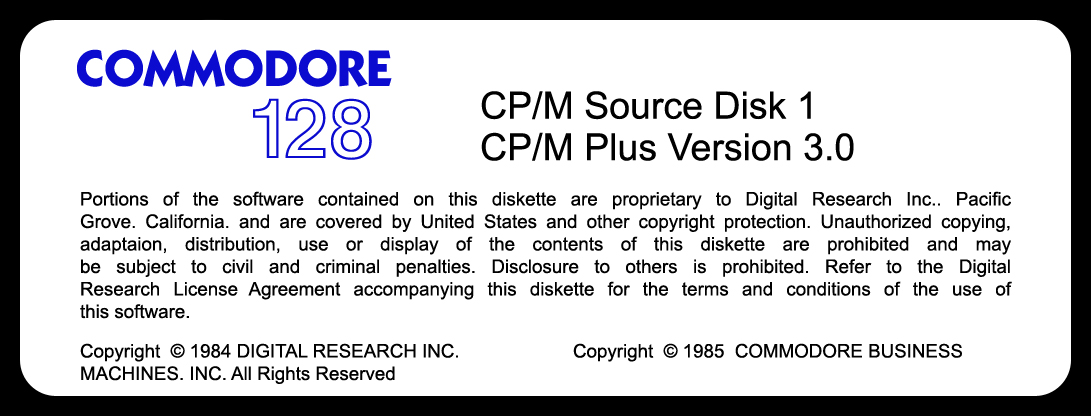 COMMODORE
128
CP/M Source Disk 1
CP/M Plus Version 3.0
Portions of the software contained on this diskette are proprietary to Digital Research Inc.. Pacific
Grove. California. and are covered by United States and other copyright protection. Unauthorized copying,
adaptaion, distribution, use or display of the contents of this diskette are prohibited and may
be subject to civil and criminal penalties. Disclosure to others is prohibited. Refer to the Digital
Research License Agreement accompanying this diskette for the terms and conditions of the use of
this software.
Copyright © 1984 DIGITAL RESEARCH INC. Copyright © 1985 COMMODORE BUSINESS
MACHINES. INC. All Rights Reserved